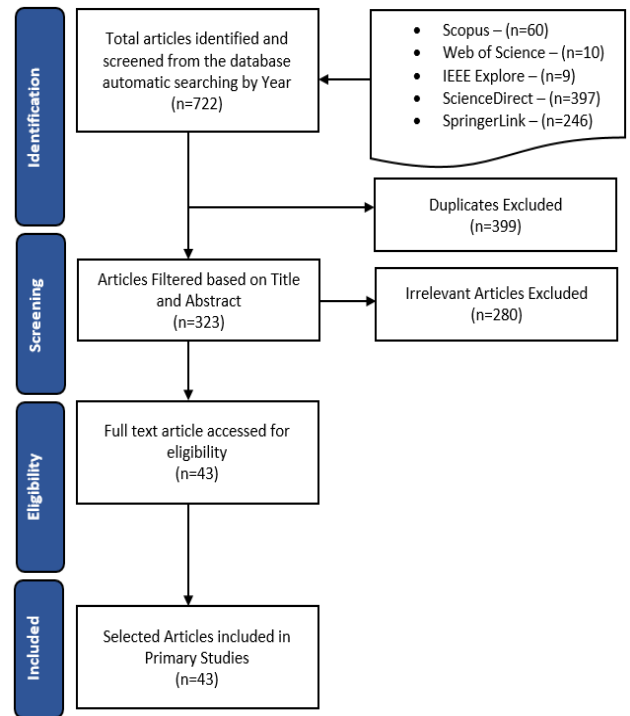 Identification
Total articles identified and
screened from the database
automatic searching by Year
(n=722)
• Scopus – (n=60)
• Web of Science – (n=10)
• IEEE Explore – (n=9)
• ScienceDirect – (n=397)
• SpringerLink – (n=246)
Duplicates Excluded
(n=399)
Screening
Articles Filtered based on Title
and Abstract
(n=323)
Irrelevant Articles Excluded
(n=280)
Eligibility
Full text article accessed for
eligibility
(n=43)
Included
Selected Articles included in
Primary Studies
(n=43)